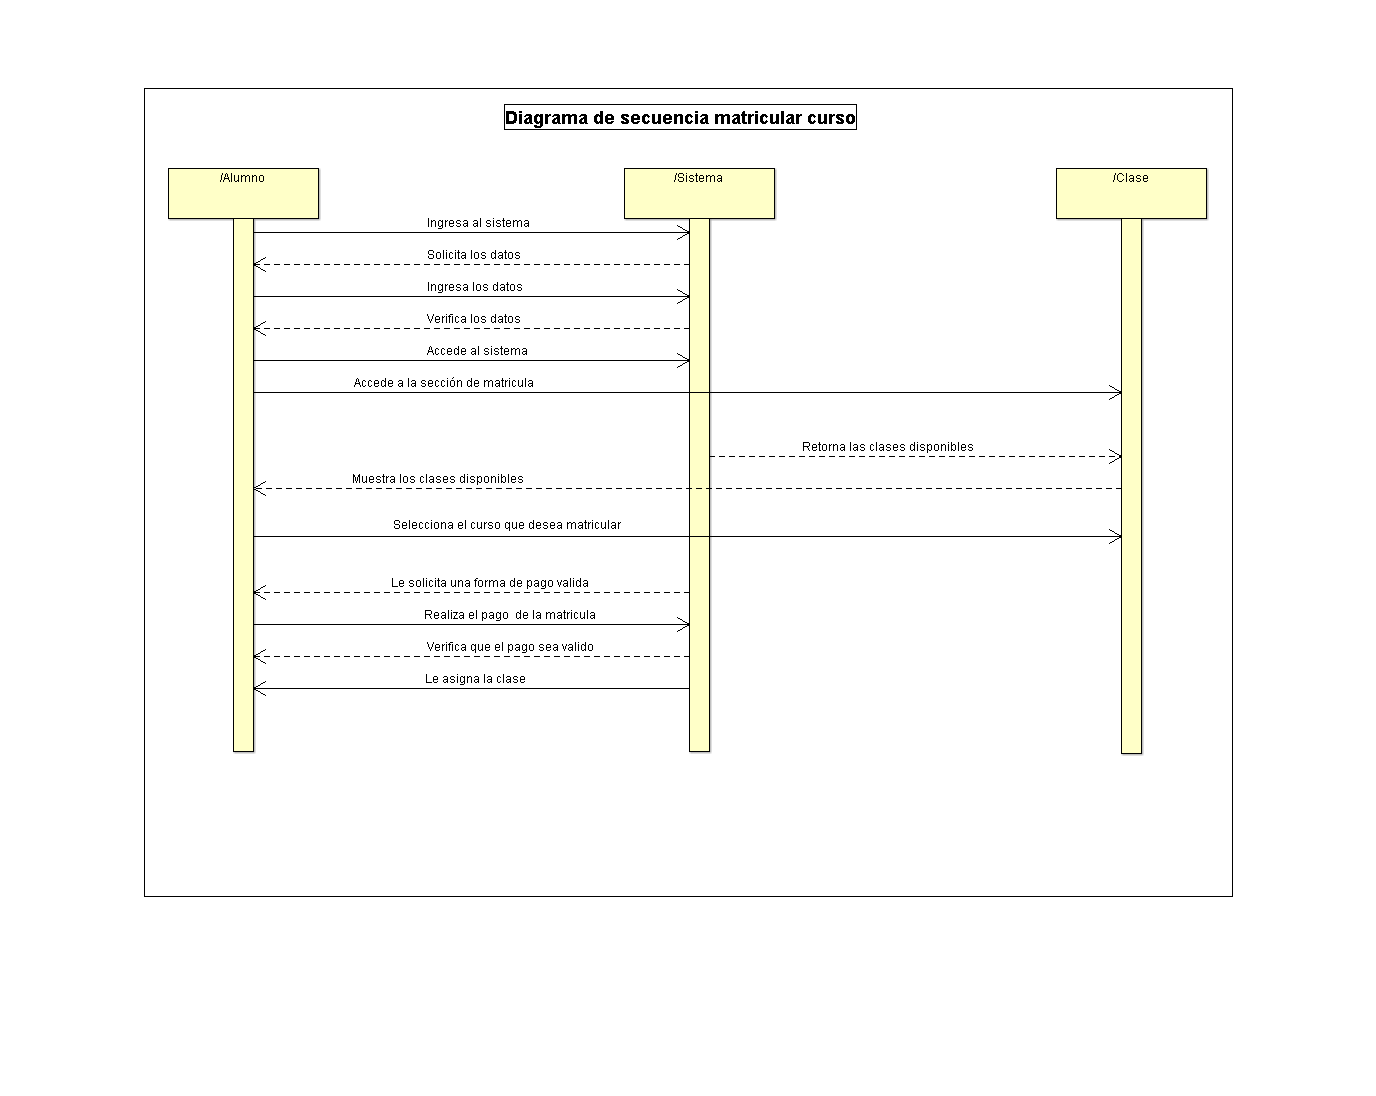 Diagrama de secuencia matricular curso
/Alumno
/Sistema
/Clase
Ingresa al sistema
Solicita los datos
Ingresa los datos
Verifica los datos
Accede al sistema
Accede a la sección de matricula
Retorna las clases disponibles
Muestra los clases disponibles
Selecciona el curso que desea matricular
Le solicita una forma de pago valida
Realiza el pago  de la matricula
Verifica que el pago sea valido
Le asigna la clase